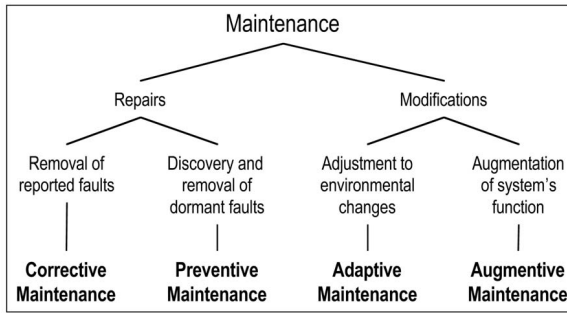 Maintenance
Repairs
Modifications
Removal of
reported faults
Discovery and
removal of
dormant faults
Adjustment to
environmental
changes
Augmentation
of system's
function
Corrective
Maintenance
Preventive
Maintenance
Adaptive
Maintenance
Augmentive
Maintenance